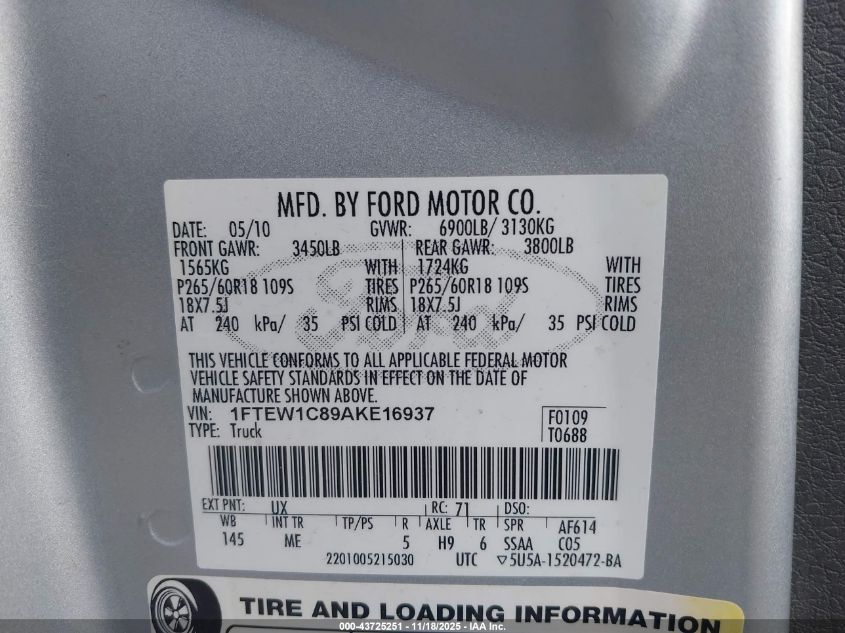 MFD. BY FORD MOTOR CO.
DATE: 05/10 GVWR: 6900LB/ 3130KG
FRONT GAWR: 3450LB REAR GAWR: 3800LB
1565KG WITH 1724KG WITH
P265/60R18 109S TIRES P265/60R18 109S TIRES
18X7.5J RIMS 18X7.5J RIMS
AT 240 kPa/ 35 PSI COLD AT 240 kPa/ 35 PSI COLD
Ford
THIS VEHICLE CONFORMS TO ALL APPLICABLE FEDERAL MOTOR
VEHICLE SAFETY STANDARDS IN EFFECT ON THE DATE OF
MANUFACTURE SHOWN ABOVE.
VIN: 1FTEW1C89AKE16937 F0109
TYPE: Truck T0688
EXT PNT: UX RC: 71 DSO:
WB INT TR TP/PS R AXLE TR SPR AF614
145 ME 5 H9 6 SSAA C05
2201005215030 UTC ▽5U5A-1520472-BA
TIRE AND LOADING INFORMATION
000-43725251 - 11/18/2025 - IAA Inc.